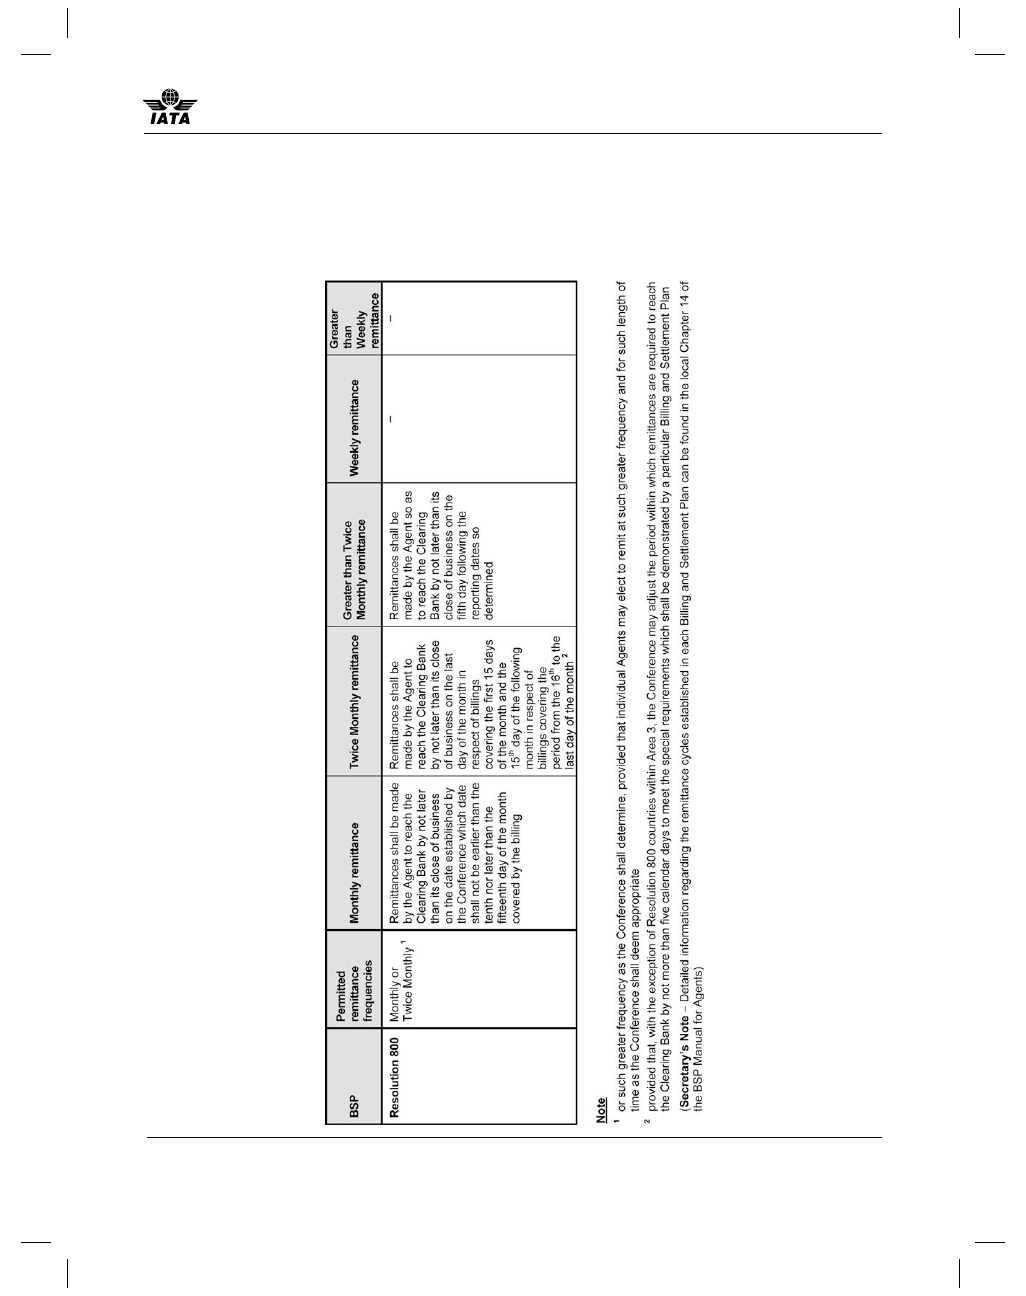 IATA
BSP
Permitted
remittance
frequencies
Monthly remittance
Twice Monthly remittance
Greater than Twice
Monthly remittance
Weekly remittance
Greater
than
Weekly
remittance
Resolution 800
Monthly or
Twice Monthly ¹
Remittances shall be made
by the Agent to reach the
Clearing Bank by not later
than its close of business
on the date established by
the Conference which date
shall not be earlier than the
tenth nor later than the
fifteenth day of the month
covered by the billing
Remittances shall be
made by the Agent to
reach the Clearing Bank
by not later than its close
of business on the last
day of the month in
respect of billings
covering the first 15 days
of the month and the
15th day of the following
month in respect of
billings covering the
period from the 16th to the
last day of the month ²
Remittances shall be
made by the Agent so as
to reach the Clearing
Bank by not later than its
close of business on the
fifth day following the
reporting dates so
determined
–
–
Note
¹ or such greater frequency as the Conference shall determine, provided that individual Agents may elect to remit at such greater frequency and for such length of
time as the Conference shall deem appropriate
² provided that, with the exception of Resolution 800 countries within Area 3, the Conference may adjust the period within which remittances are required to reach
the Clearing Bank by not more than five calendar days to meet the special requirements which shall be demonstrated by a particular Billing and Settlement Plan
(Secretary's Note – Detailed information regarding the remittance cycles established in each Billing and Settlement Plan can be found in the local Chapter 14 of
the BSP Manual for Agents)